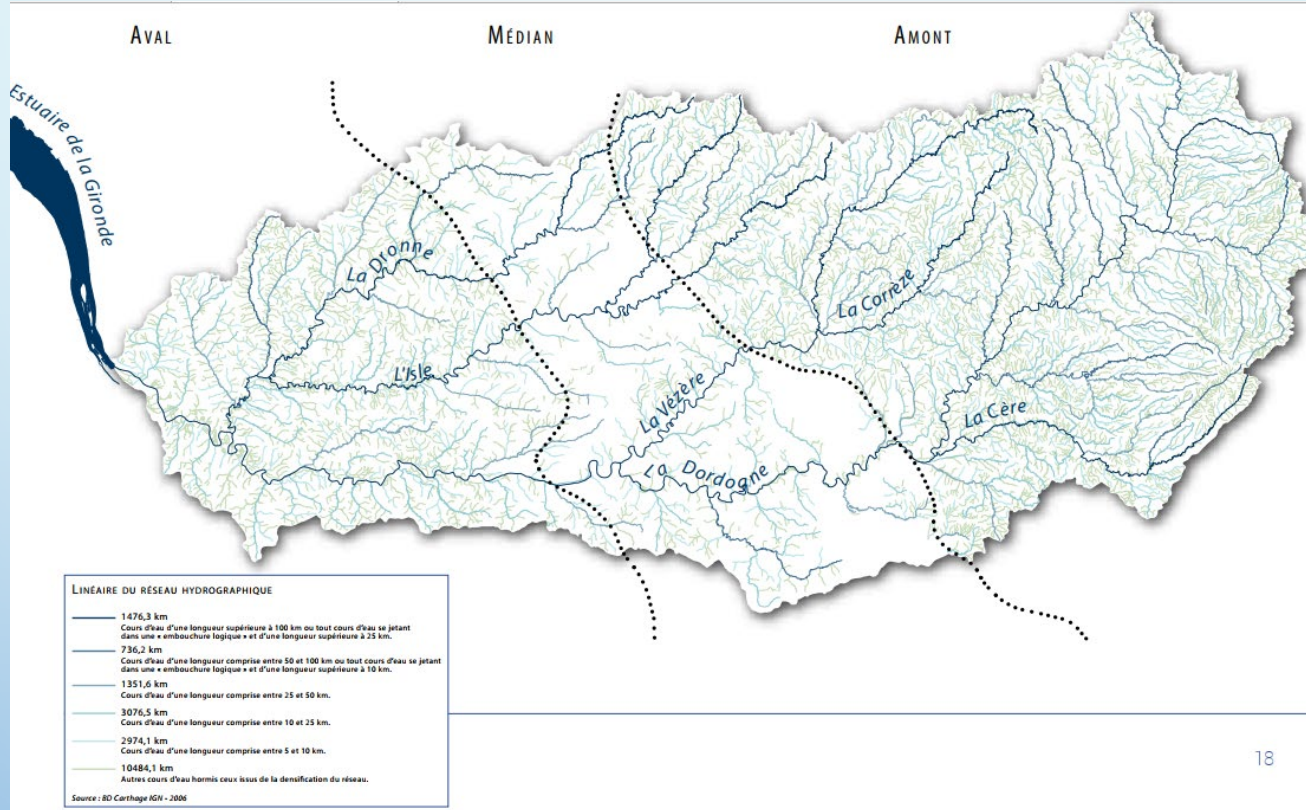 AVAL
MÉDIAN
AMONT
Estuaire de la Gironde
La Dronne
La Corrèze
L'Isle
La Vézère
La Cère
La Dordogne
LINÉAIRE DU RÉSEAU HYDROGRAPHIQUE
1476,3 km
Cours d'eau d'une longueur supérieure à 100 km ou tout cours d'eau se jetant
dans une « embouchure logique » et d'une longueur supérieure à 25 km.
736,2 km
Cours d'eau d'une longueur comprise entre 50 et 100 km ou tout cours d'eau se jetant
dans une « embouchure logique » et d'une longueur supérieure à 10 km.
1351,6 km
Cours d'eau d'une longueur comprise entre 25 et 50 km.
3076,5 km
Cours d'eau d'une longueur comprise entre 10 et 25 km.
2974,1 km
Cours d'eau d'une longueur comprise entre 5 et 10 km.
10484,1 km
Autres cours d'eau hormis ceux issus de la densification du réseau.
Source : BD Carthage IGN - 2006
18